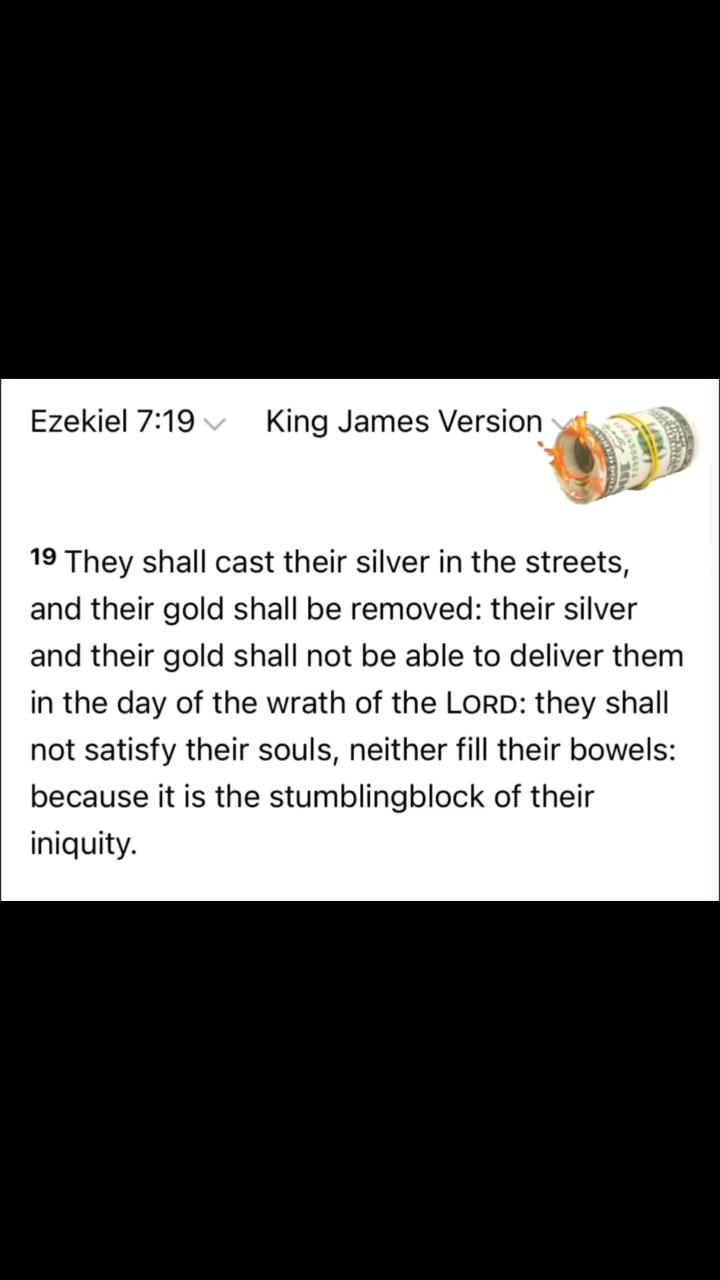 Ezekiel 7:19 King James Version
19 They shall cast their silver in the streets,
and their gold shall be removed: their silver
and their gold shall not be able to deliver them
in the day of the wrath of the LORD: they shall
not satisfy their souls, neither fill their bowels:
because it is the stumblingblock of their
iniquity.